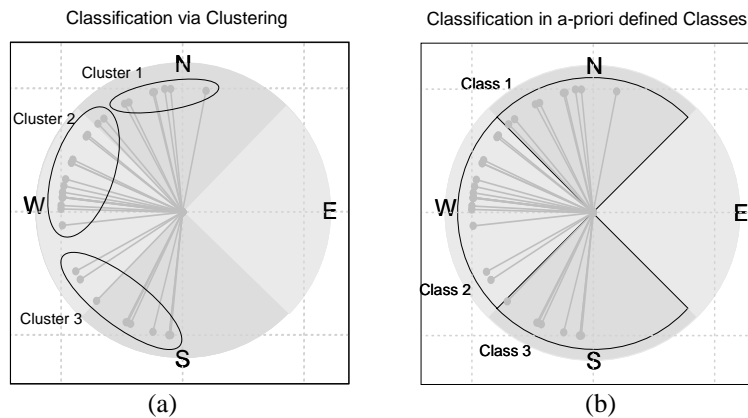 Classification via Clustering
Cluster 1
N
Cluster 2
W
E
Cluster 3
S
(a)
Classification in a-priori defined Classes
Class 1
N
W
E
Class 2
Class 3
S
(b)